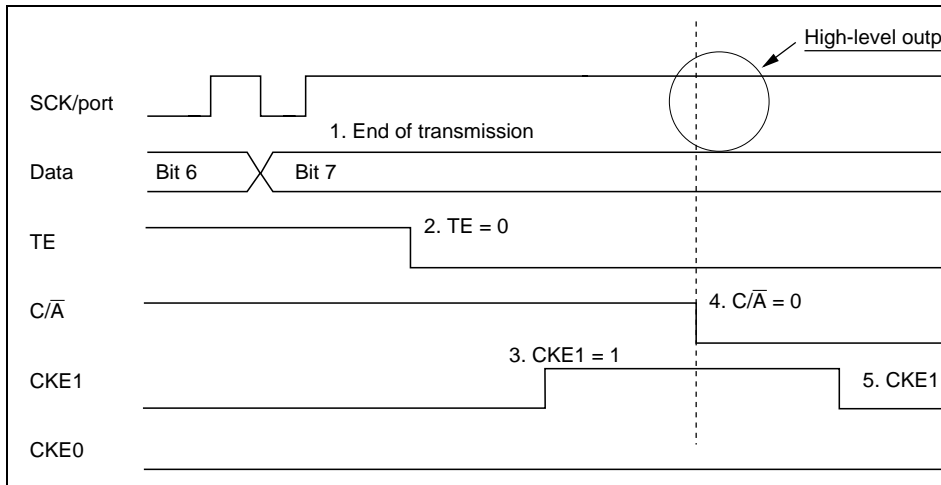 High-level outp
SCK/port
1. End of transmission
Data
Bit 6
Bit 7
TE
2. TE = 0
C/A̅
4. C/A̅ = 0
3. CKE1 = 1
CKE1
5. CKE1
CKE0